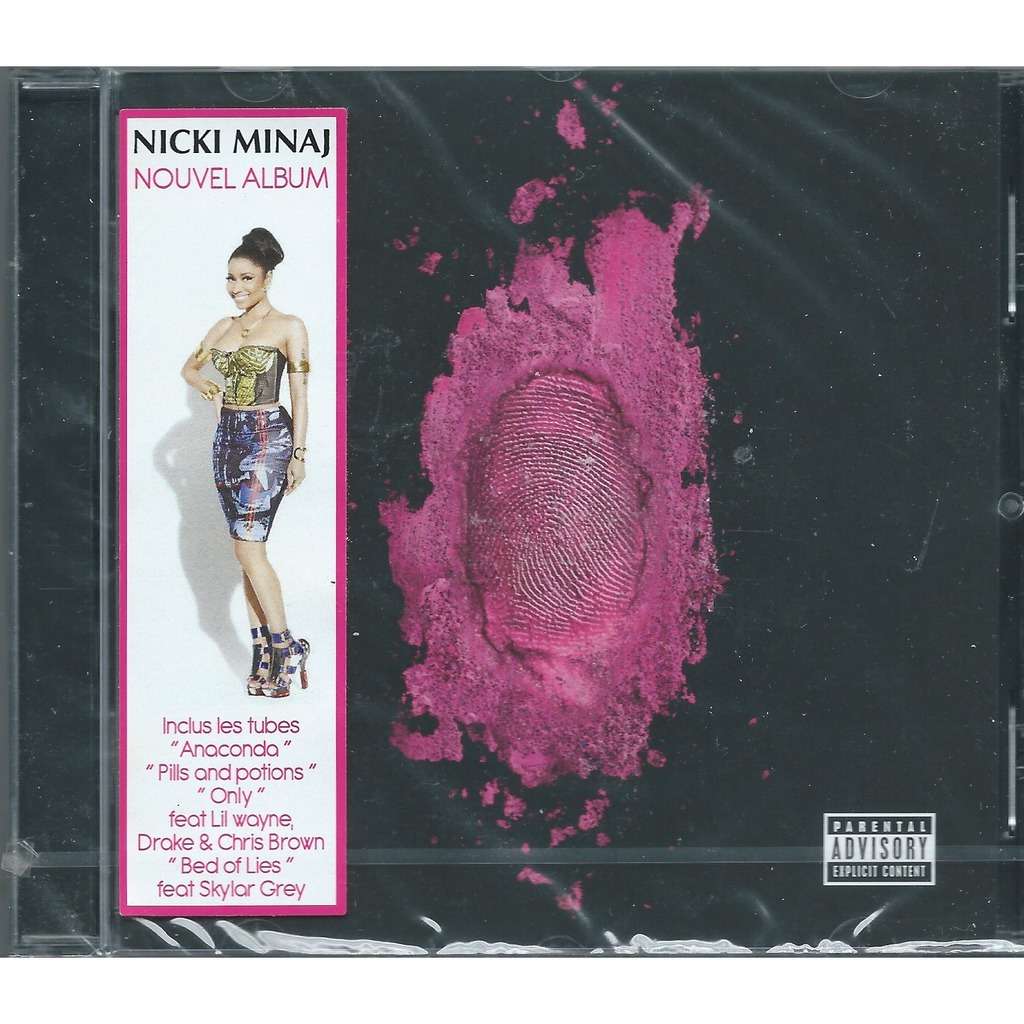 NICKI MINAJ
NOUVEL ALBUM
Inclus les tubes
" Anaconda "
" Pills and potions "
" Only "
feat Lil wayne,
Drake & Chris Brown
" Bed of Lies "
feat Skylar Grey
PARENTAL
ADVISORY
EXPLICIT CONTENT